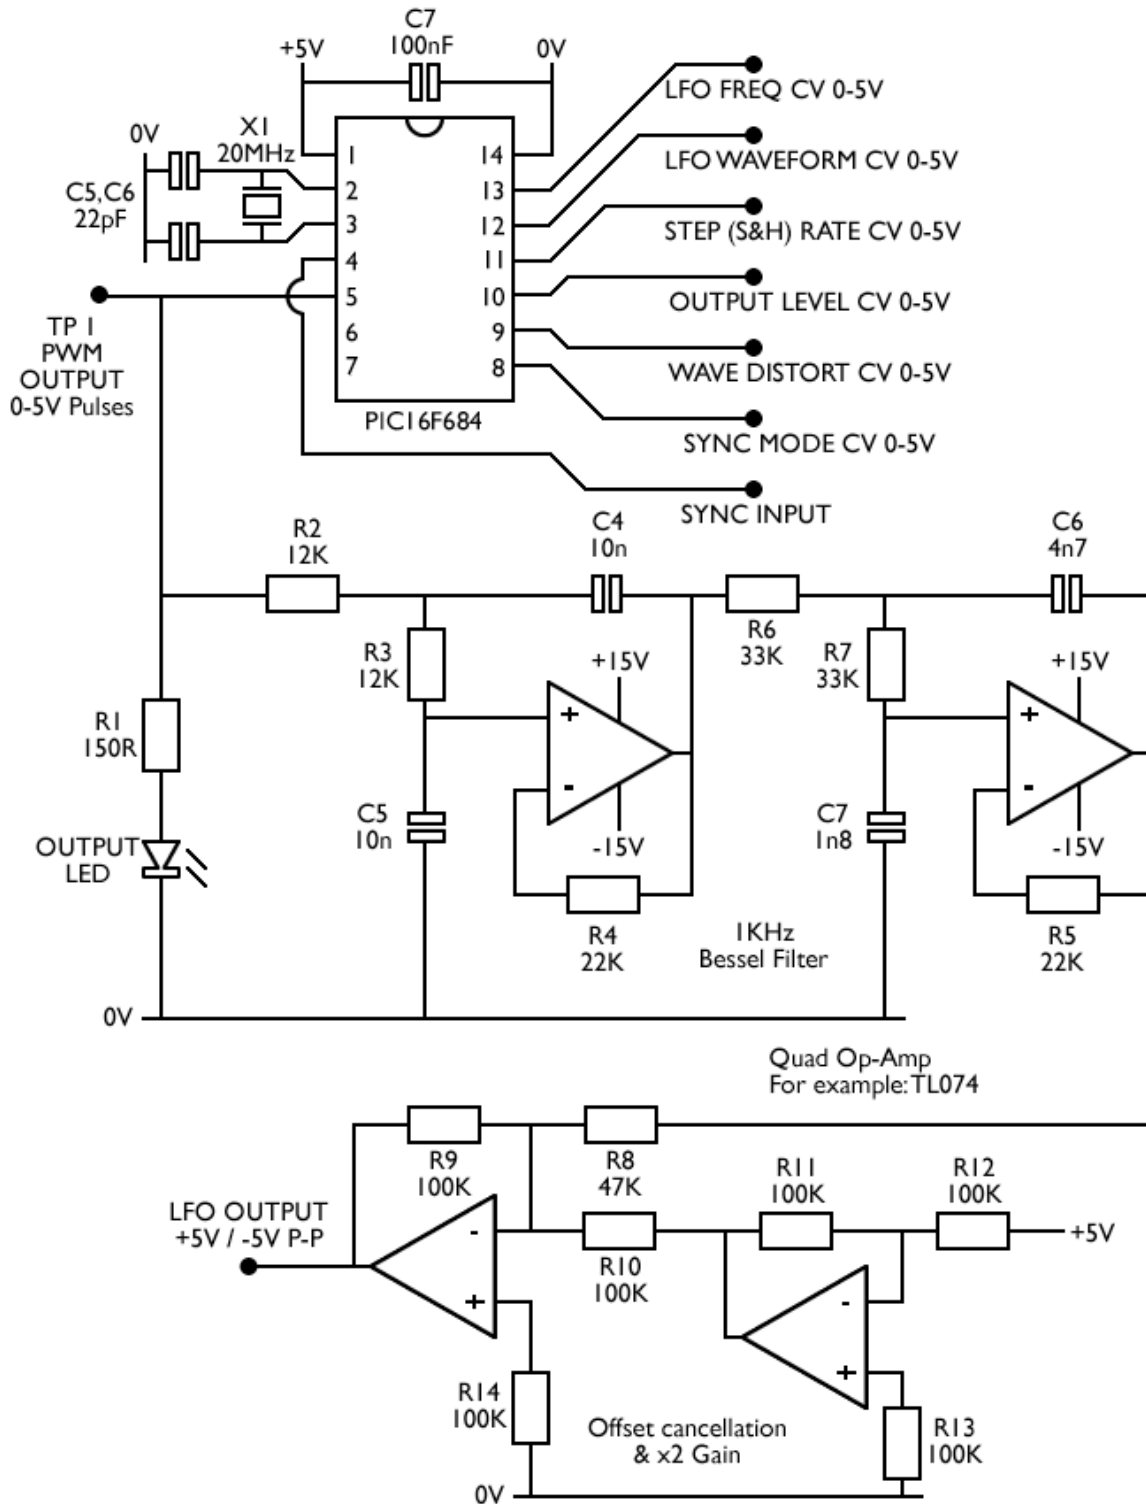 C7
100nF
+5V
0V
LFO FREQ CV 0-5V
0V
X1
20MHz
LFO WAVEFORM CV 0-5V
C5,C6
22pF
STEP (S&H) RATE CV 0-5V
OUTPUT LEVEL CV 0-5V
WAVE DISTORT CV 0-5V
SYNC MODE CV 0-5V
SYNC INPUT
1 14
2 13
3 12
4 11
5 10
6 9
7 8
PIC16F684
TP 1
PWM
OUTPUT
0-5V Pulses
R2
12K
C4
10n
C6
4n7
R3
12K
R6
33K
R7
33K
+15V
+15V
+
+
-
-
R1
150R
C5
10n
C7
1n8
-15V
-15V
OUTPUT
LED
R4
22K
1KHz
Bessel Filter
R5
22K
0V
Quad Op-Amp
For example: TL074
R9
100K
R8
47K
R11
100K
R12
100K
LFO OUTPUT
+5V / -5V P-P
-
+
R10
100K
+5V
-
+
R14
100K
Offset cancellation
& x2 Gain
R13
100K
0V